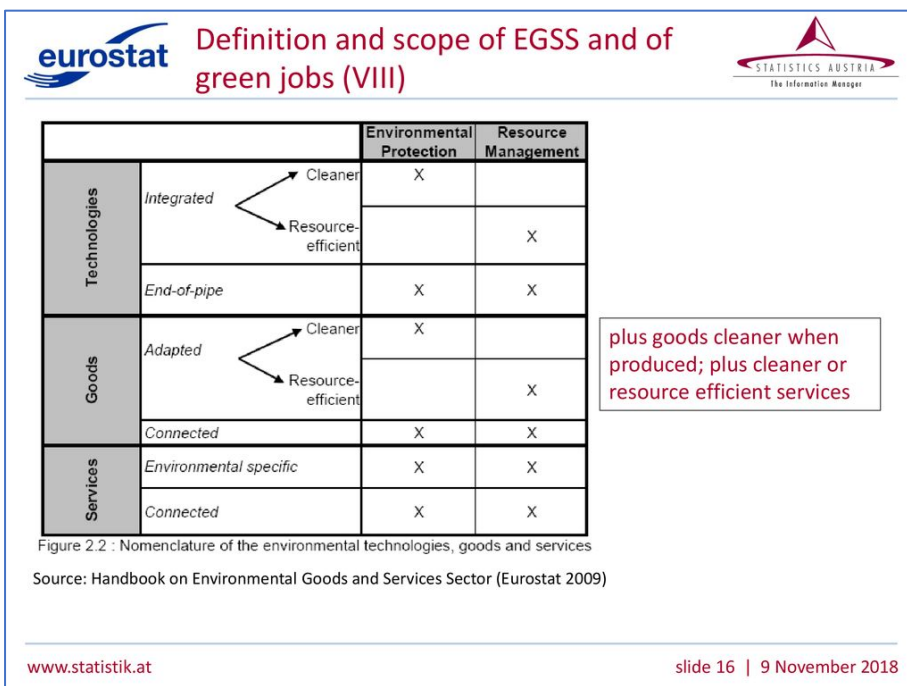 eurostat
Definition and scope of EGSS and of
green jobs (VIII)
STATISTICS AUSTRIA
The Information Manager
Environmental Protection
Resource Management
Technologies
Integrated
Cleaner
X
Resource-
efficient
X
End-of-pipe
X
X
Goods
Adapted
Cleaner
X
Resource-
efficient
X
Connected
X
X
Services
Environmental specific
X
X
Connected
X
X
plus goods cleaner when
produced; plus cleaner or
resource efficient services
Figure 2.2 : Nomenclature of the environmental technologies, goods and services
Source: Handbook on Environmental Goods and Services Sector (Eurostat 2009)
www.statistik.at
slide 16 | 9 November 2018